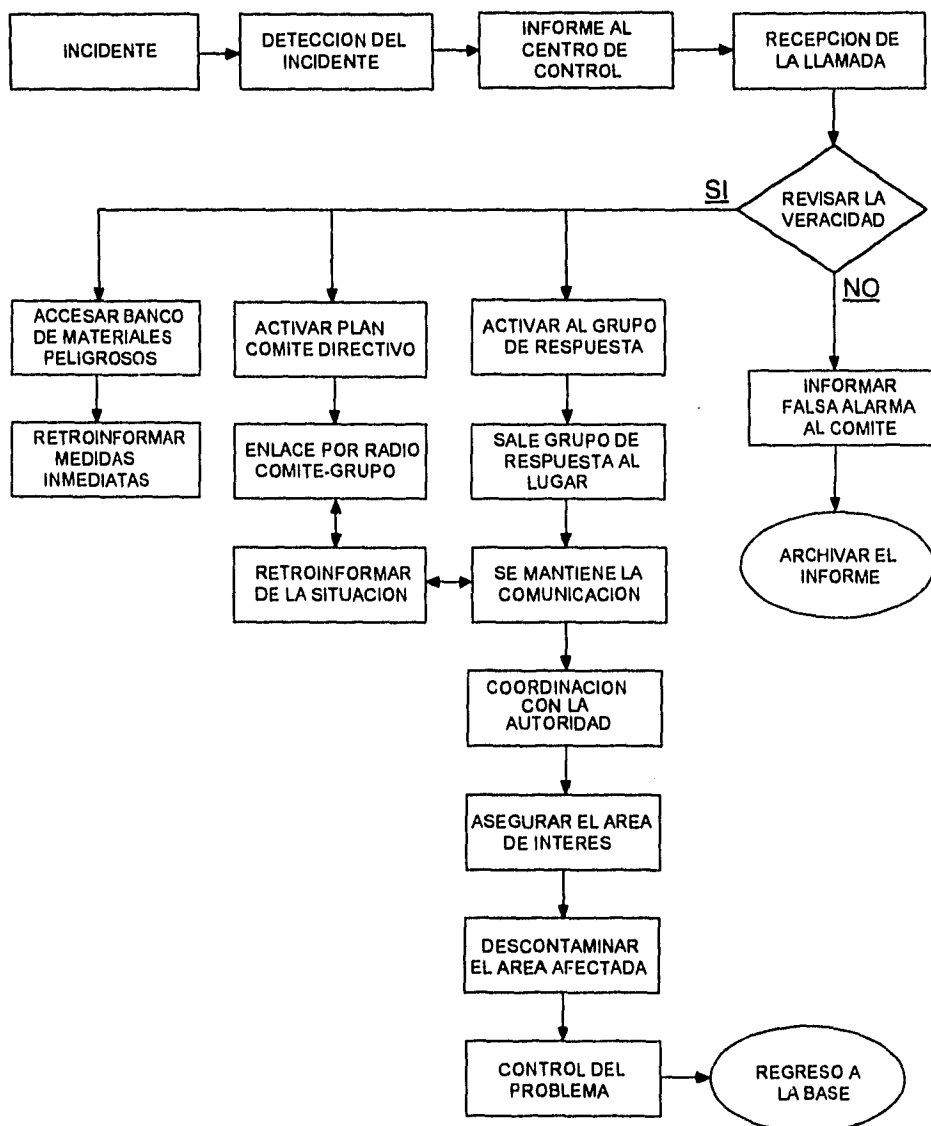 INCIDENTE
DETECCION DEL
INCIDENTE
INFORME AL
CENTRO DE
CONTROL
RECEPCION DE
LA LLAMADA
REVISAR LA
VERACIDAD
SI
NO
ACCESAR BANCO
DE MATERIALES
PELIGROSOS
ACTIVAR PLAN
COMITE DIRECTIVO
ACTIVAR AL GRUPO
DE RESPUESTA
INFORMAR
FALSA ALARMA
AL COMITE
RETROINFORMAR
MEDIDAS
INMEDIATAS
ENLACE POR RADIO
COMITE-GRUPO
SALE GRUPO DE
RESPUESTA AL
LUGAR
ARCHIVAR EL
INFORME
RETROINFORMAR
DE LA SITUACION
SE MANTIENE LA
COMUNICACION
COORDINACION
CON LA
AUTORIDAD
ASEGURAR EL AREA
DE INTERES
DESCONTAMINAR
EL AREA AFECTADA
CONTROL DEL
PROBLEMA
REGRESO A
LA BASE